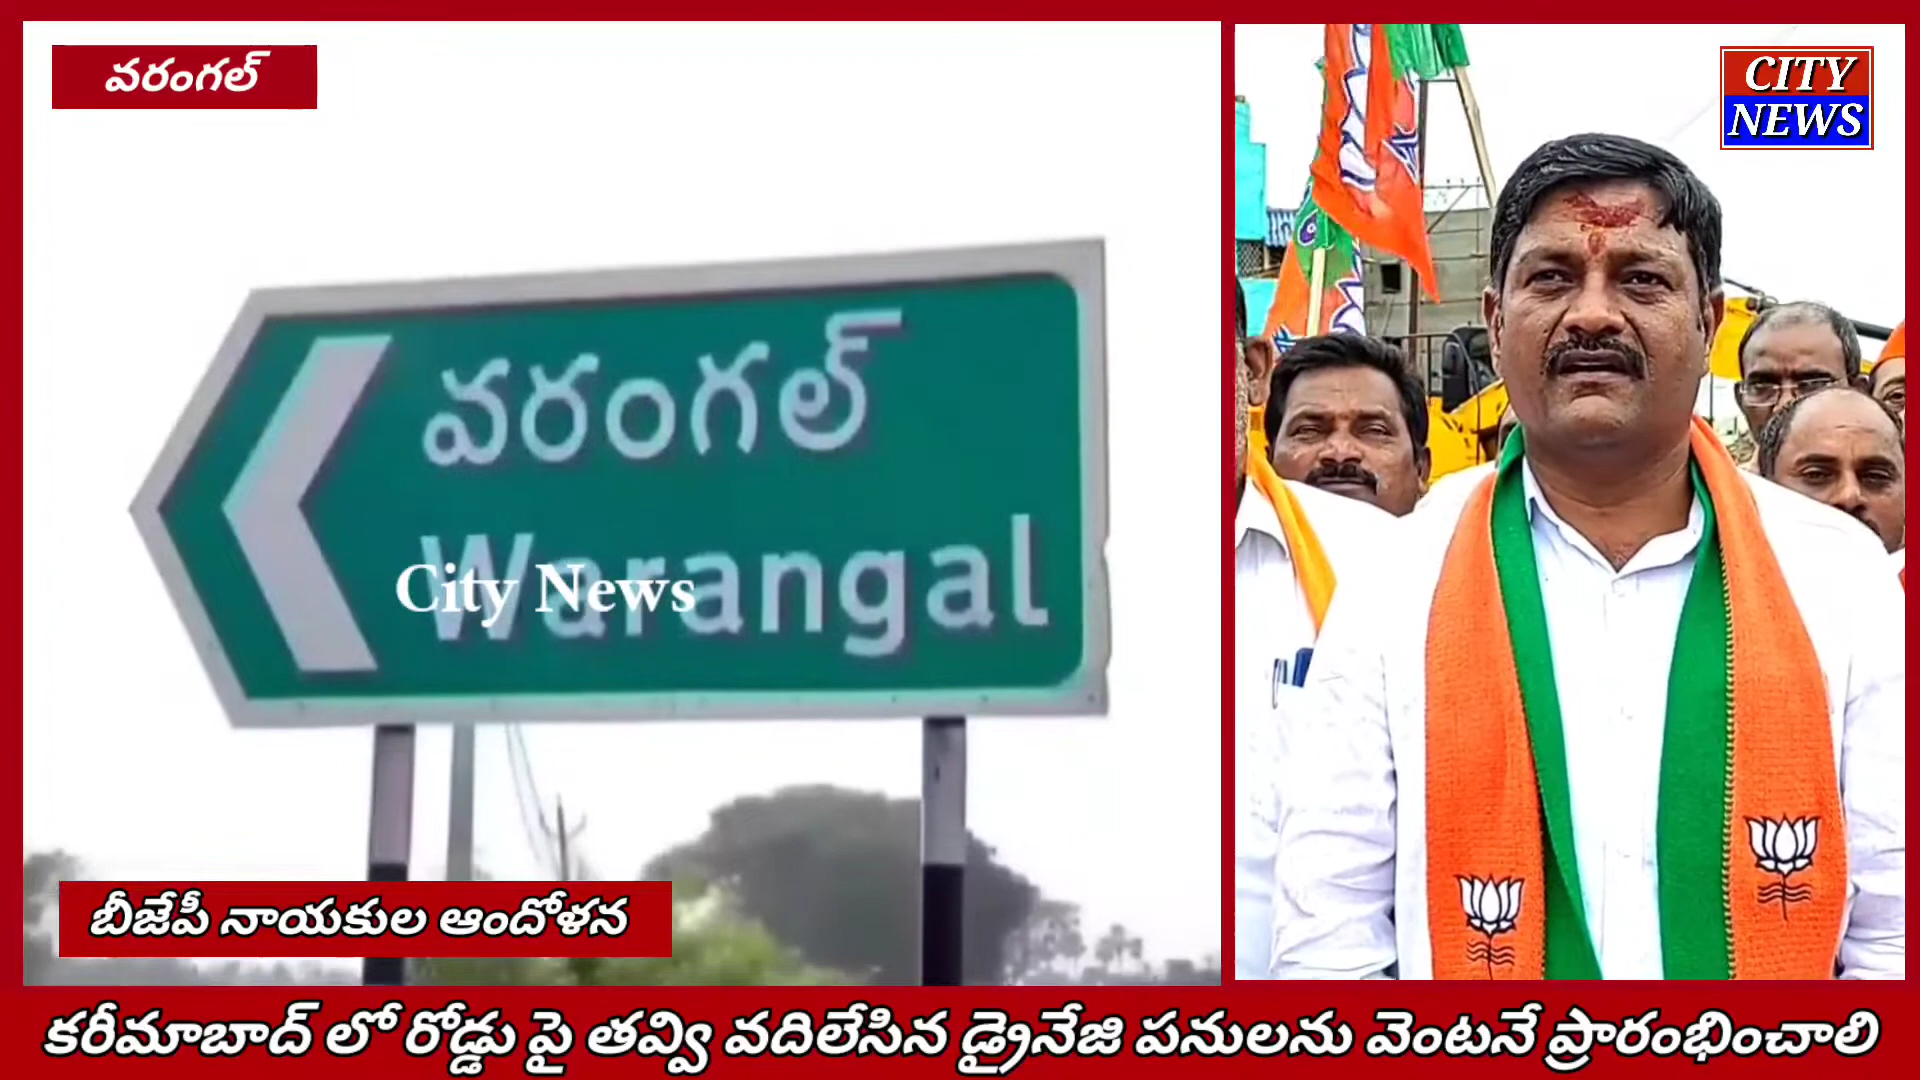 వరంగల్
CITY
NEWS
వరంగల్
Warangal
City News
బీజేపీ నాయకుల ఆందోళన
కరీమాబాద్ లో రోడ్డు పై తవ్వి వదిలేసిన డ్రైనేజి పనులను వెంటనే ప్రారంభించాలి